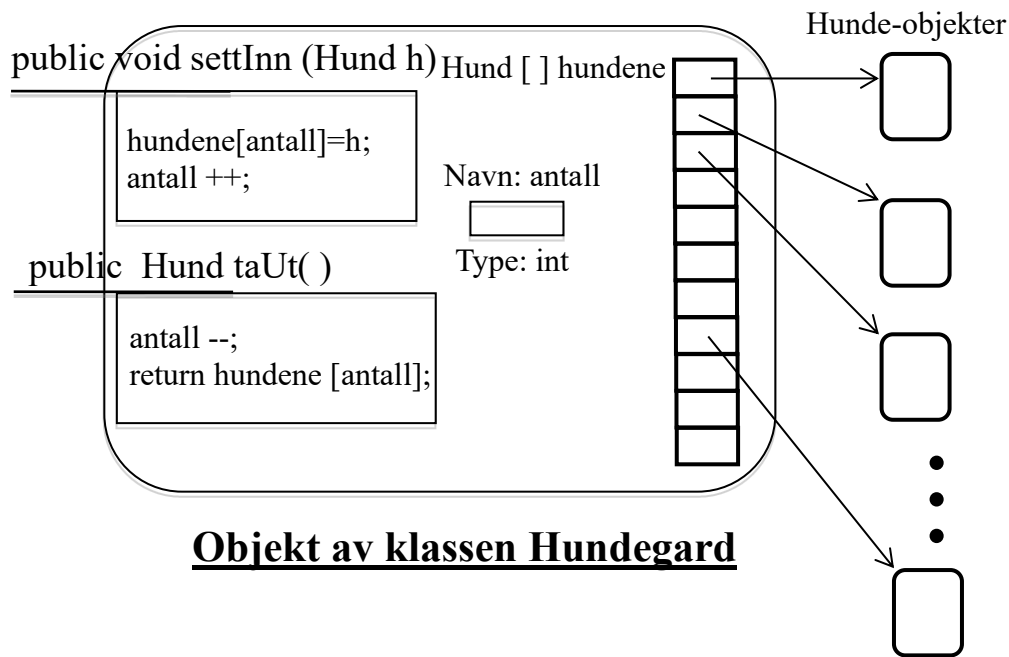 Hunde-objekter
public void settInn (Hund h)
Hund [ ] hundene
hundene[antall]=h;
antall ++;
Navn: antall
Type: int
public Hund taUt( )
antall --;
return hundene [antall];
Objekt av klassen Hundegard